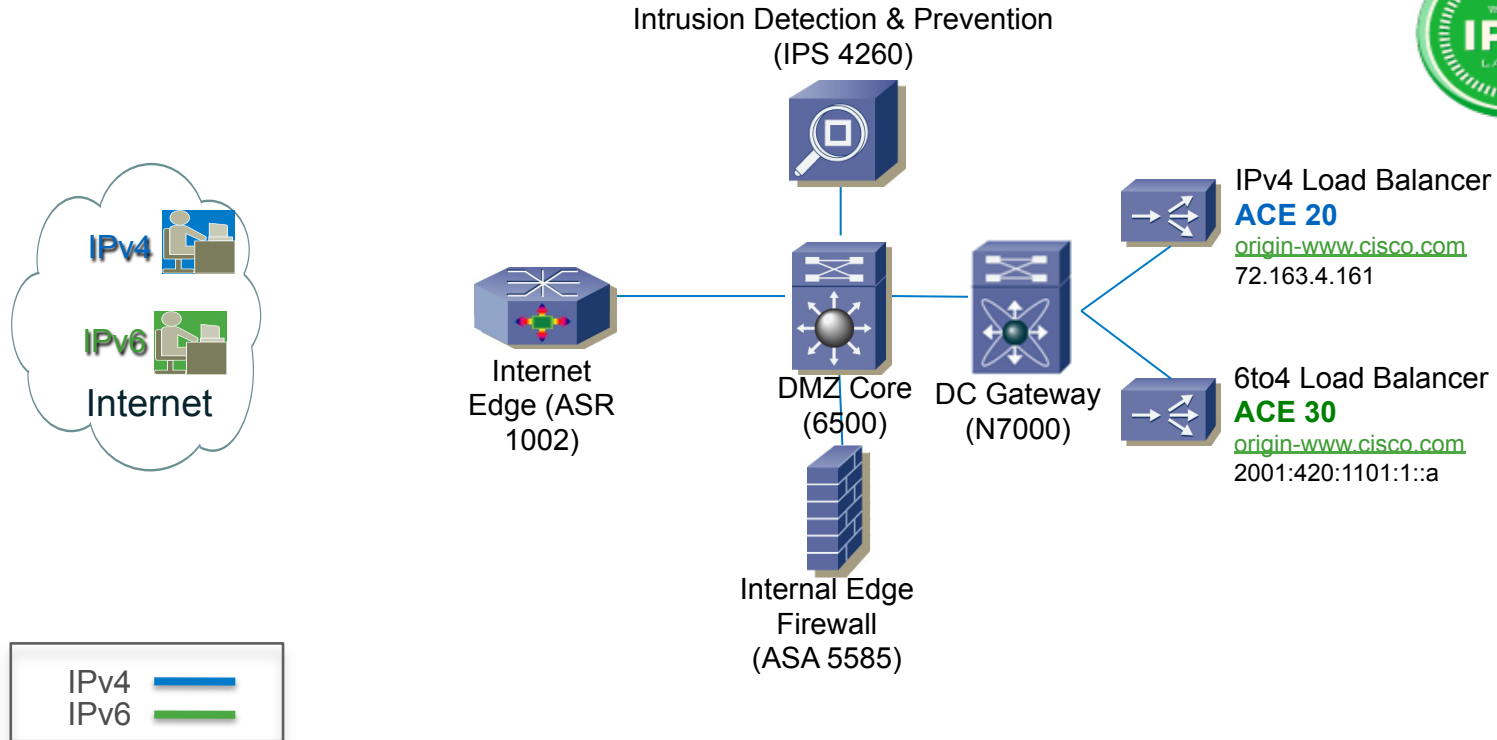 Intrusion Detection & Prevention
(IPS 4260)
IPv4
IPv6
Internet
Internet
Edge (ASR
1002)
DMZ Core
(6500)
DC Gateway
(N7000)
IPv4 Load Balancer
ACE 20
origin-www.cisco.com
72.163.4.161
6to4 Load Balancer
ACE 30
origin-www.cisco.com
2001:420:1101:1::a
Internal Edge
Firewall
(ASA 5585)
IPv4
IPv6